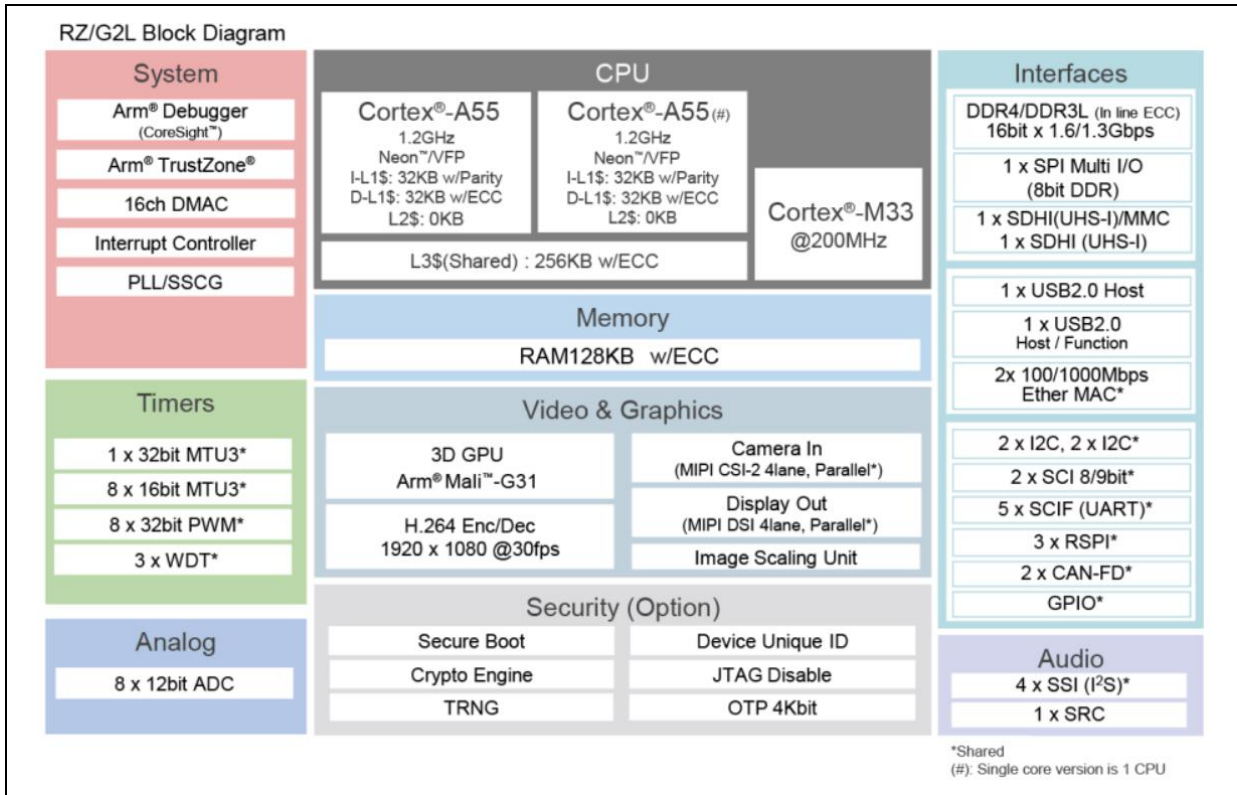 RZ/G2L Block Diagram
System
Arm® Debugger
(CoreSight™)
Arm® TrustZone®
16ch DMAC
Interrupt Controller
PLL/SSCG
Timers
1 x 32bit MTU3*
8 x 16bit MTU3*
8 x 32bit PWM*
3 x WDT*
Analog
8 x 12bit ADC
CPU
Cortex®-A55
1.2GHz
Neon™/VFP
I-L1$: 32KB w/Parity
D-L1$: 32KB w/ECC
L2$: 0KB
Cortex®-A55(#)
1.2GHz
Neon™/VFP
I-L1$: 32KB w/Parity
D-L1$: 32KB w/ECC
L2$: 0KB
L3$(Shared) : 256KB w/ECC
Cortex®-M33
@200MHz
Memory
RAM128KB w/ECC
Video & Graphics
3D GPU
Arm® Mali™-G31
H.264 Enc/Dec
1920 x 1080 @30fps
Camera In
(MIPI CSI-2 4lane, Parallel*)
Display Out
(MIPI DSI 4lane, Parallel*)
Image Scaling Unit
Security (Option)
Secure Boot
Crypto Engine
TRNG
Device Unique ID
JTAG Disable
OTP 4Kbit
Interfaces
DDR4/DDR3L (In line ECC)
16bit x 1.6/1.3Gbps
1 x SPI Multi I/O
(8bit DDR)
1 x SDHI(UHS-I)/MMC
1 x SDHI (UHS-I)
1 x USB2.0 Host
1 x USB2.0
Host / Function
2x 100/1000Mbps
Ether MAC*
2 x I2C, 2 x I2C*
2 x SCI 8/9bit*
5 x SCIF (UART)*
3 x RSPI*
2 x CAN-FD*
GPIO*
Audio
4 x SSI (I²S)*
1 x SRC
*Shared
(#): Single core version is 1 CPU